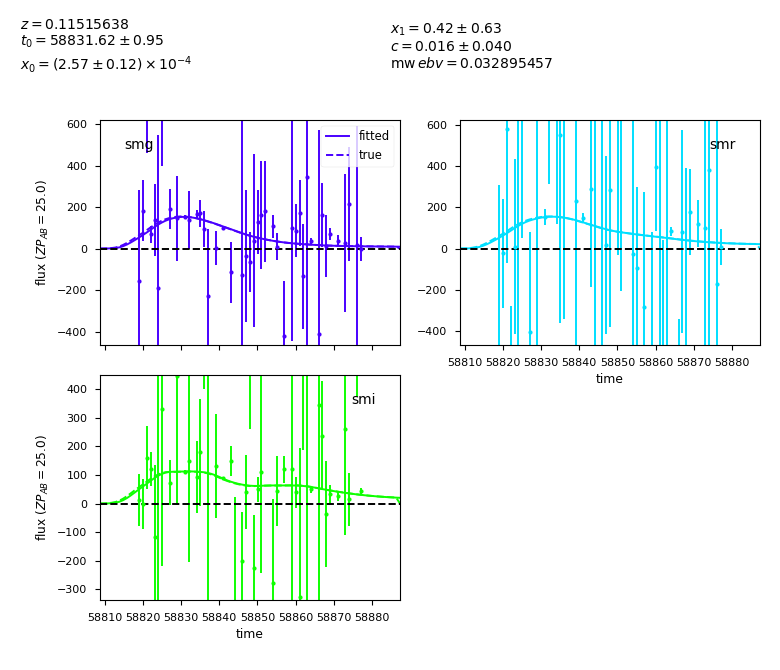 z = 0.11515638
t₀ = 58831.62 ± 0.95
x₀ = (2.57 ± 0.12) × 10⁻⁴
x₁ = 0.42 ± 0.63
c = 0.016 ± 0.040
mw ebv = 0.032895457
smg
fitted
true
600
400
200
0
−200
−400
flux (ZP_AB = 25.0)
smr
600
400
200
0
−200
−400
58810 58820 58830 58840 58850 58860 58870 58880
time
smi
400
300
200
100
0
−100
−200
−300
flux (ZP_AB = 25.0)
58810 58820 58830 58840 58850 58860 58870 58880
time